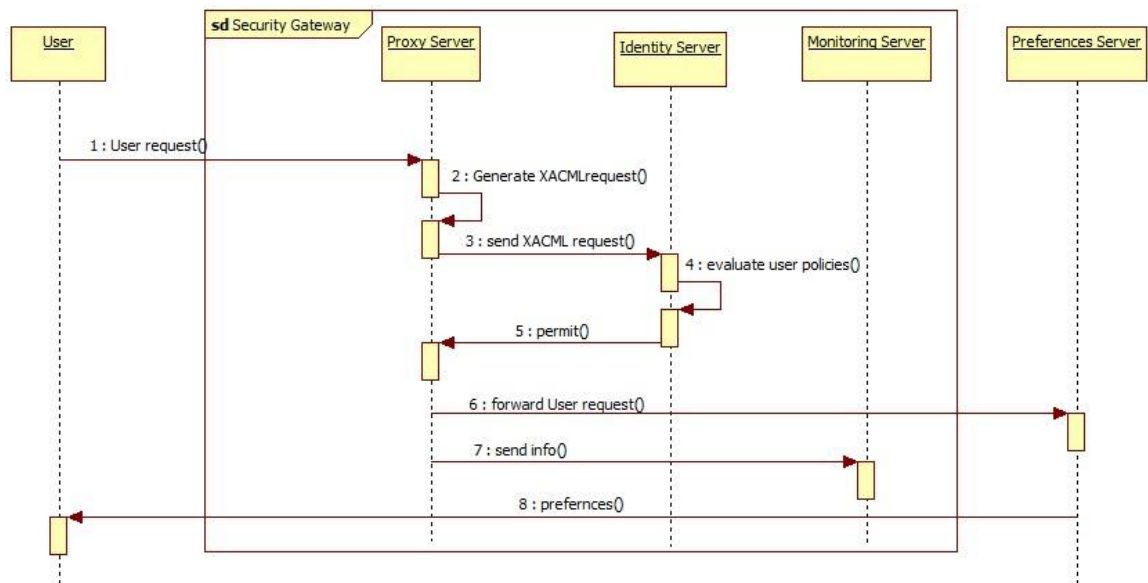 sd Security Gateway
User
Proxy Server
Identity Server
Monitoring Server
Preferences Server
1 : User request()
2 : Generate XACMLrequest()
3 : send XACML request()
4 : evaluate user policies()
5 : permit()
6 : forward User request()
7 : send info()
8 : prefernces()